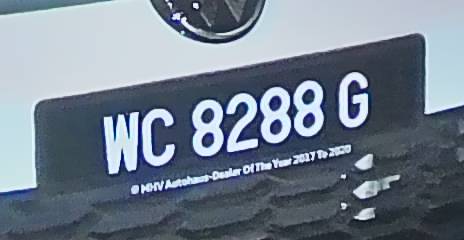 WC 8288 G
@ MHV Autohaus-Dealer Of The Year 2017 To 2020